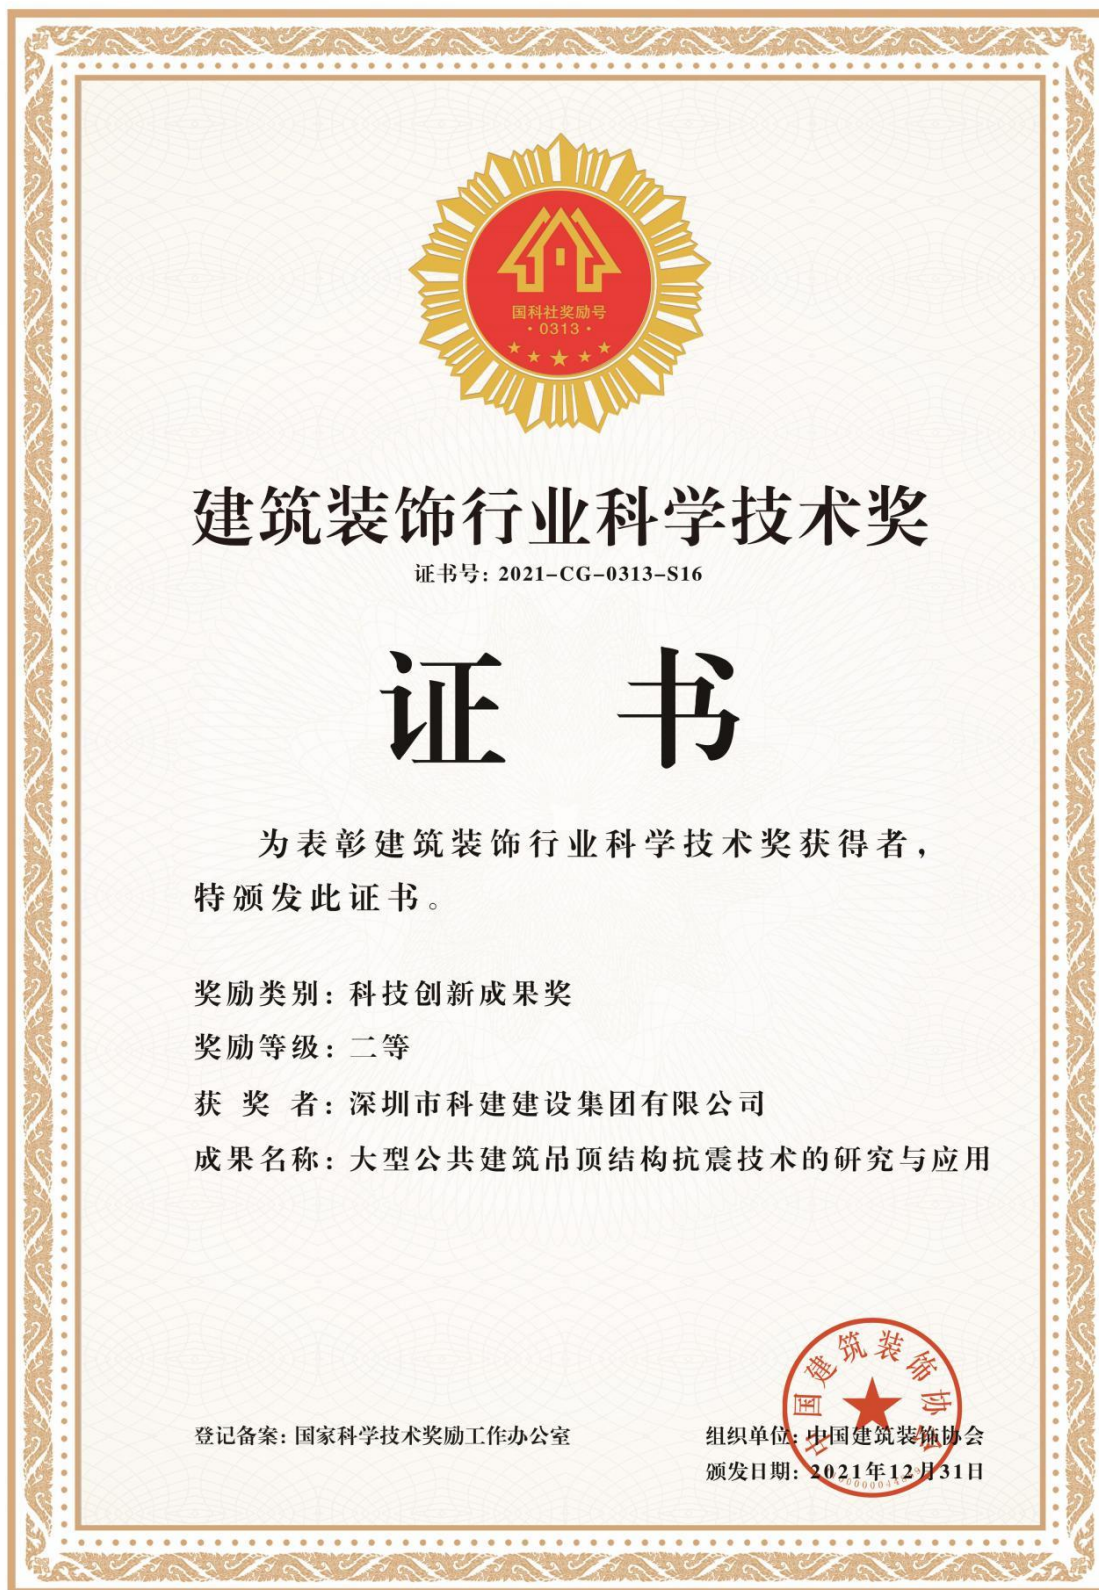 国科社奖励号
·0313·
建筑装饰行业科学技术奖
证书号: 2021-CG-0313-S16
证 书
为表彰建筑装饰行业科学技术奖获得者，
特颁发此证书。
奖励类别: 科技创新成果奖
奖励等级: 二等
获 奖 者: 深圳市科建建设集团有限公司
成果名称: 大型公共建筑吊顶结构抗震技术的研究与应用
中国建筑装饰协会
登记备案: 国家科学技术奖励工作办公室
组织单位: 中国建筑装饰协会
颁发日期: 2021年12月31日